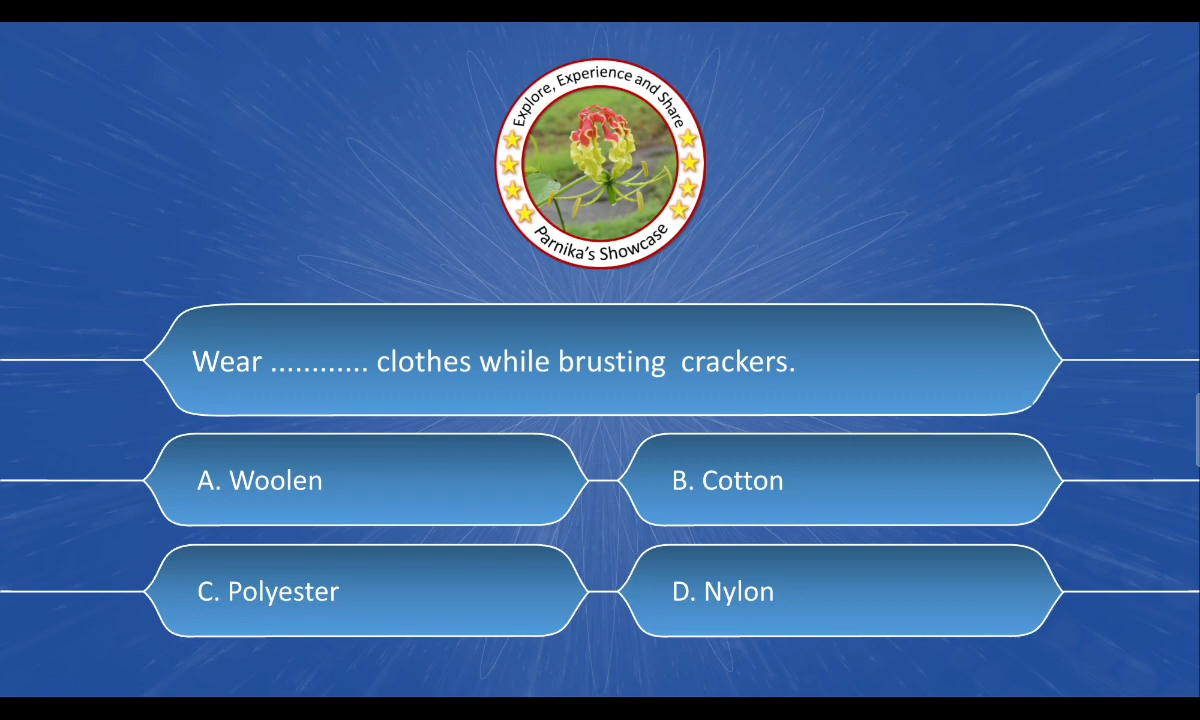 Explore, Experience and Share
Parnika's Showcase
Wear ............ clothes while brusting  crackers.
A. Woolen
B. Cotton
C. Polyester
D. Nylon